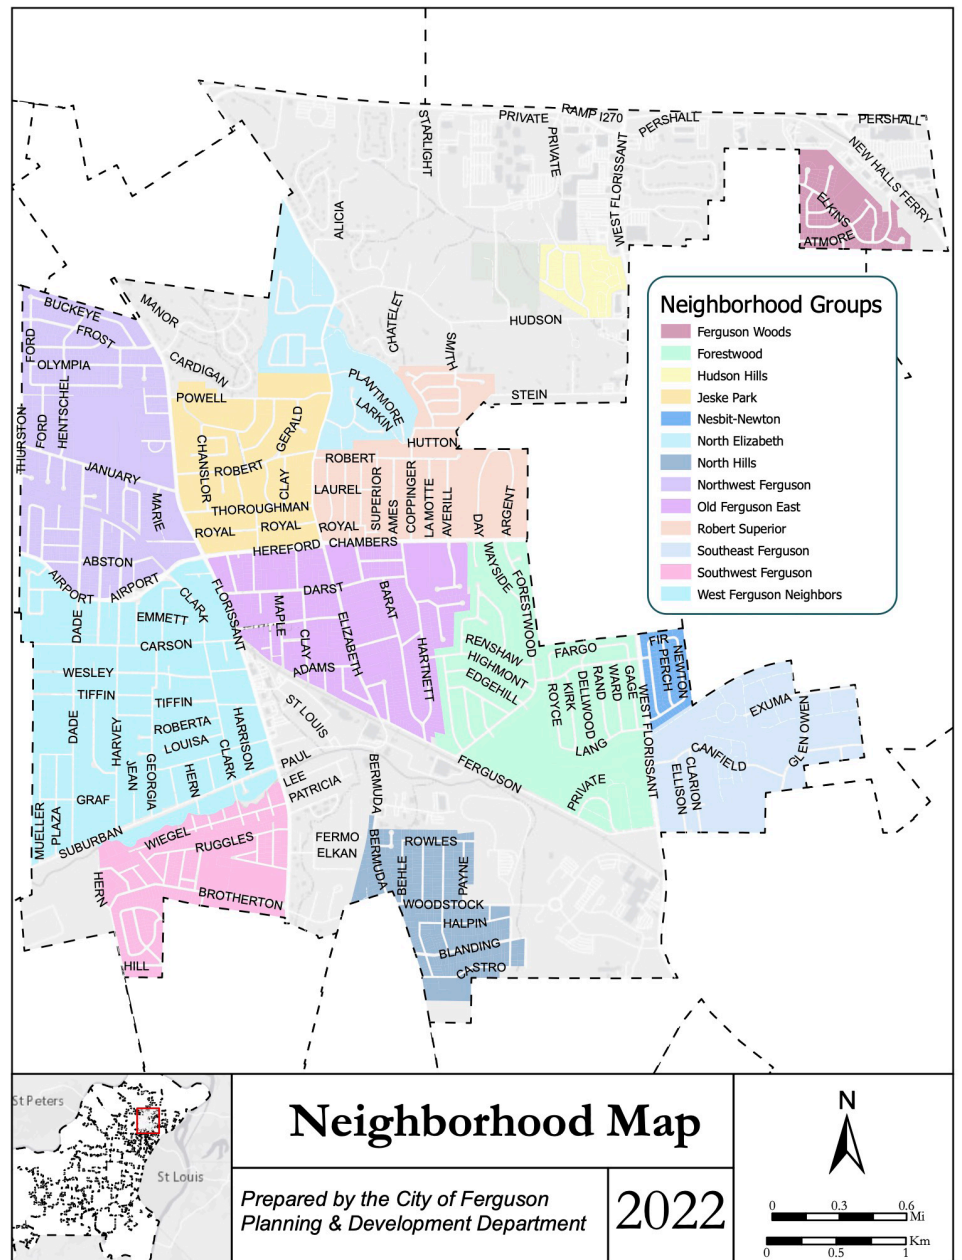 STARLIGHT
PRIVATE
RAMP I270
PERSHALL
PERSHALL
PRIVATE
WEST FLORISSANT
NEW HALLS FERRY
ELKINS
ATMORE
ALICIA
BUCKEYE
MANOR
FROST
FORD
CHATELET
HUDSON
SMITH
OLYMPIA
CARDIGAN
POWELL
PLANTMORE
LARKIN
STEIN
THURSTON
FORD
HENTSCHEL
GERALD
HUTTON
JANUARY
CHANSLOR
ROBERT
CLAY
ROBERT
LAUREL
SUPERIOR
AMES
COPPINGER
LA MOTTE
AVERILL
DAY
ARGENT
MARIE
THOROUGHMAN
ROYAL
ROYAL
ROYAL
HEREFORD
CHAMBERS
ABSTON
AIRPORT
AIRPORT
CLARK
FLORISSANT
DARST
BARAT
WAYSIDE
FORESTWOOD
DADE
EMMETT
MAPLE
CLAY
ELIZABETH
CARSON
ADAMS
HARTNETT
RENSHAW
HIGHMONT
EDGEHILL
FARGO
FIR
PERCH
NEWTON
WESLEY
TIFFIN
TIFFIN
DADE
HARVEY
ROBERTA
LOUISA
HARRISON
ST LOUIS
ROYCE
KIRK
DELLWOOD
RAND
WARD
GAGE
WEST FLORISSANT
EXUMA
GLEN OWEN
CANFIELD
CLARION
ELLISON
LANG
JEAN
GEORGIA
HERN
CLARK
PAUL
LEE
PATRICIA
BERMUDA
FERGUSON
PRIVATE
MUELLER
PLAZA
GRAF
SUBURBAN
WIEGEL
RUGGLES
FERMO
ELKAN
BERMUDA
ROWLES
BEHLE
PAYNE
HERN
BROTHERTON
WOODSTOCK
HALPIN
BLANDING
CASTRO
HILL
Neighborhood Groups
Ferguson Woods
Forestwood
Hudson Hills
Jeske Park
Nesbit-Newton
North Elizabeth
North Hills
Northwest Ferguson
Old Ferguson East
Robert Superior
Southeast Ferguson
Southwest Ferguson
West Ferguson Neighbors
St Peters
St Louis
Neighborhood Map
Prepared by the City of Ferguson
Planning & Development Department
2022
N
0 0.3 0.6
Mi
Km
0 0.5 1